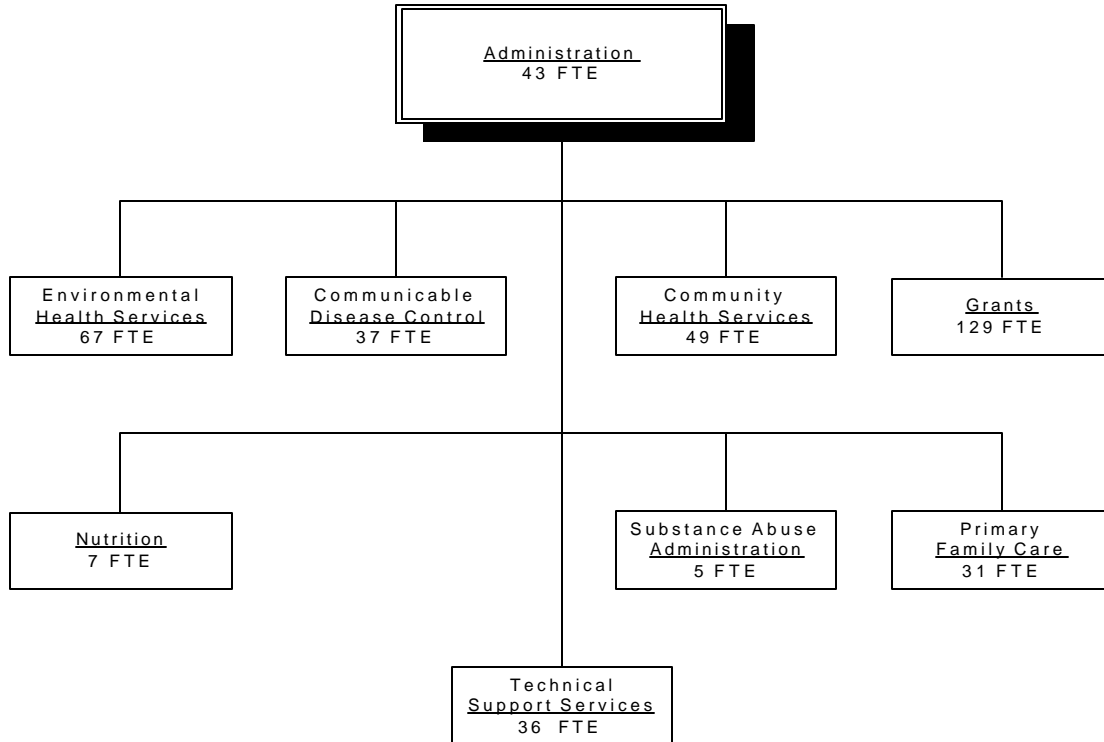 Administration
43 FTE
Environmental
Health Services
67 FTE
Communicable
Disease Control
37 FTE
Community
Health Services
49 FTE
Grants
129 FTE
Nutrition
7 FTE
Substance Abuse
Administration
5 FTE
Primary
Family Care
31 FTE
Technical
Support Services
36 FTE